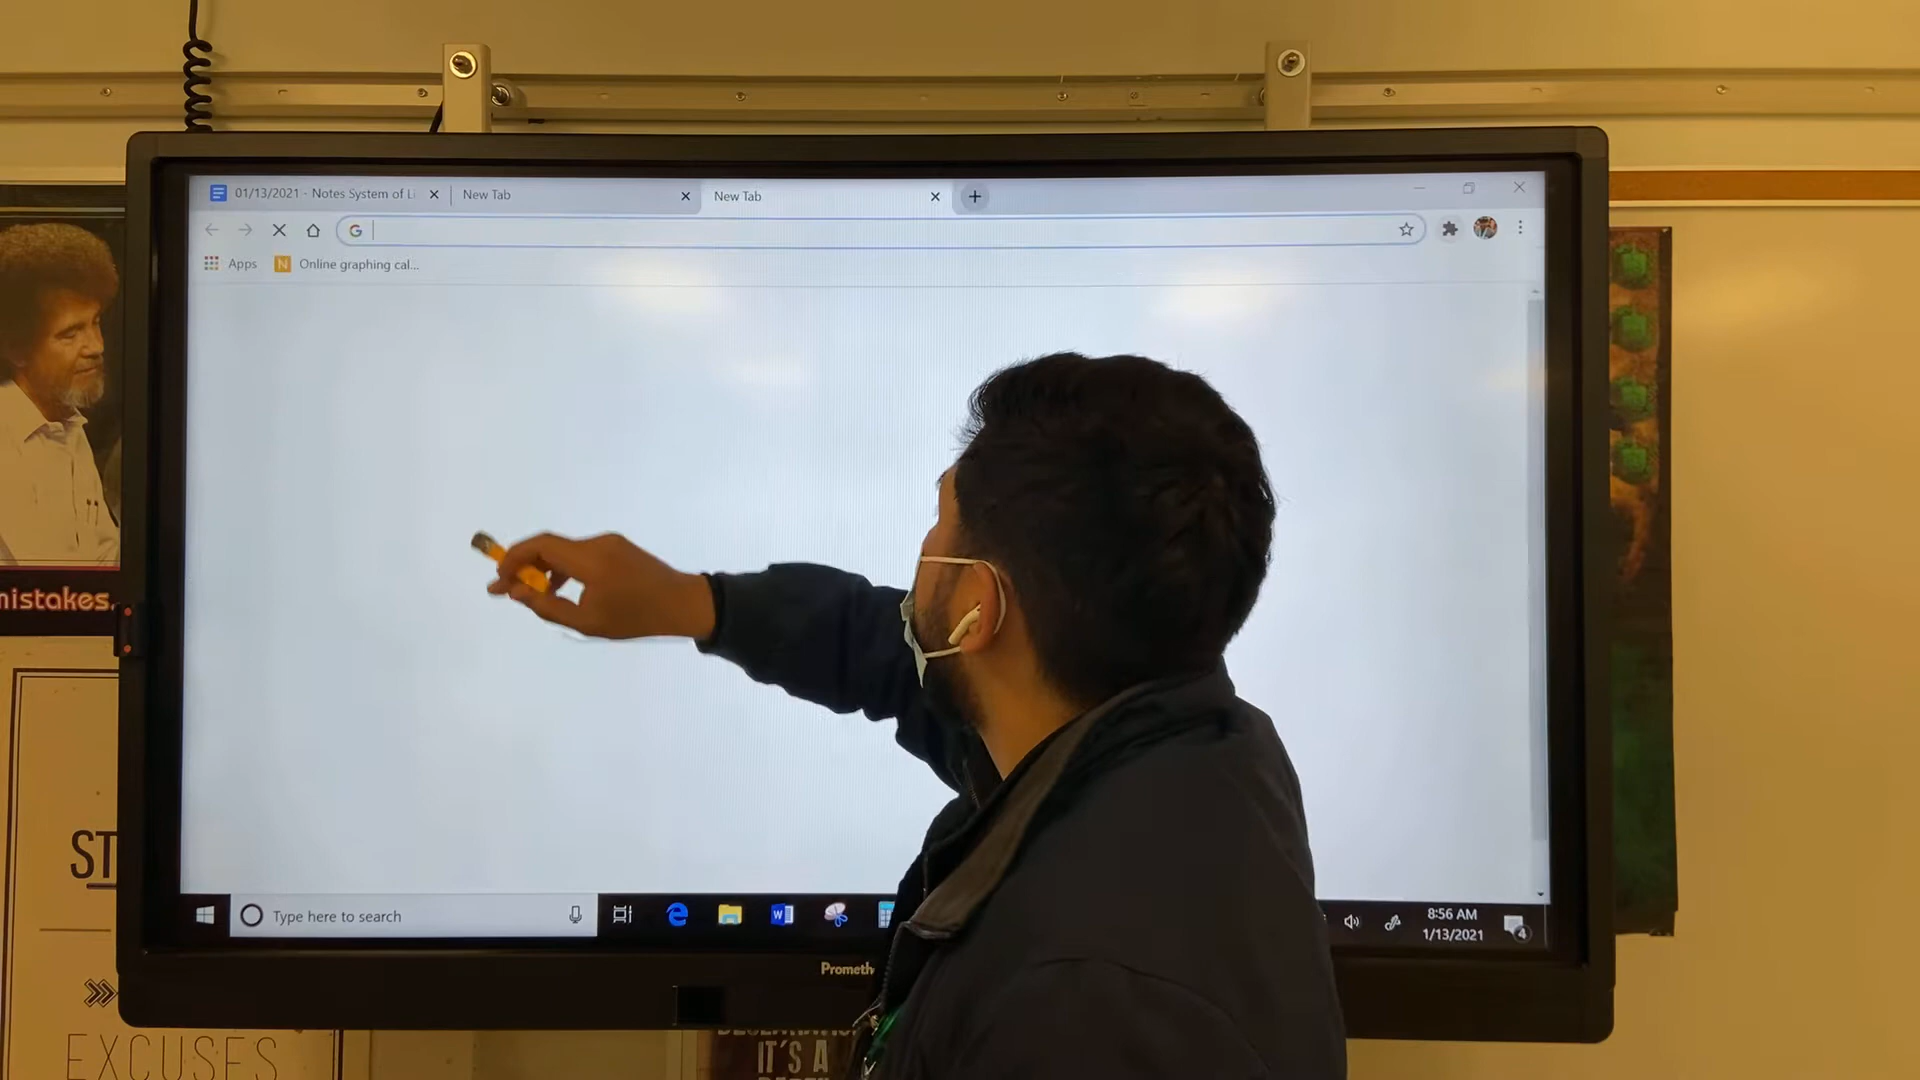 01/13/2021 - Notes System of Li
New Tab
New Tab
Apps
Online graphing cal...
mistakes.
Type here to search
8:56 AM
1/13/2021
4
Prometh
ST
EXCUSES
IT'S A